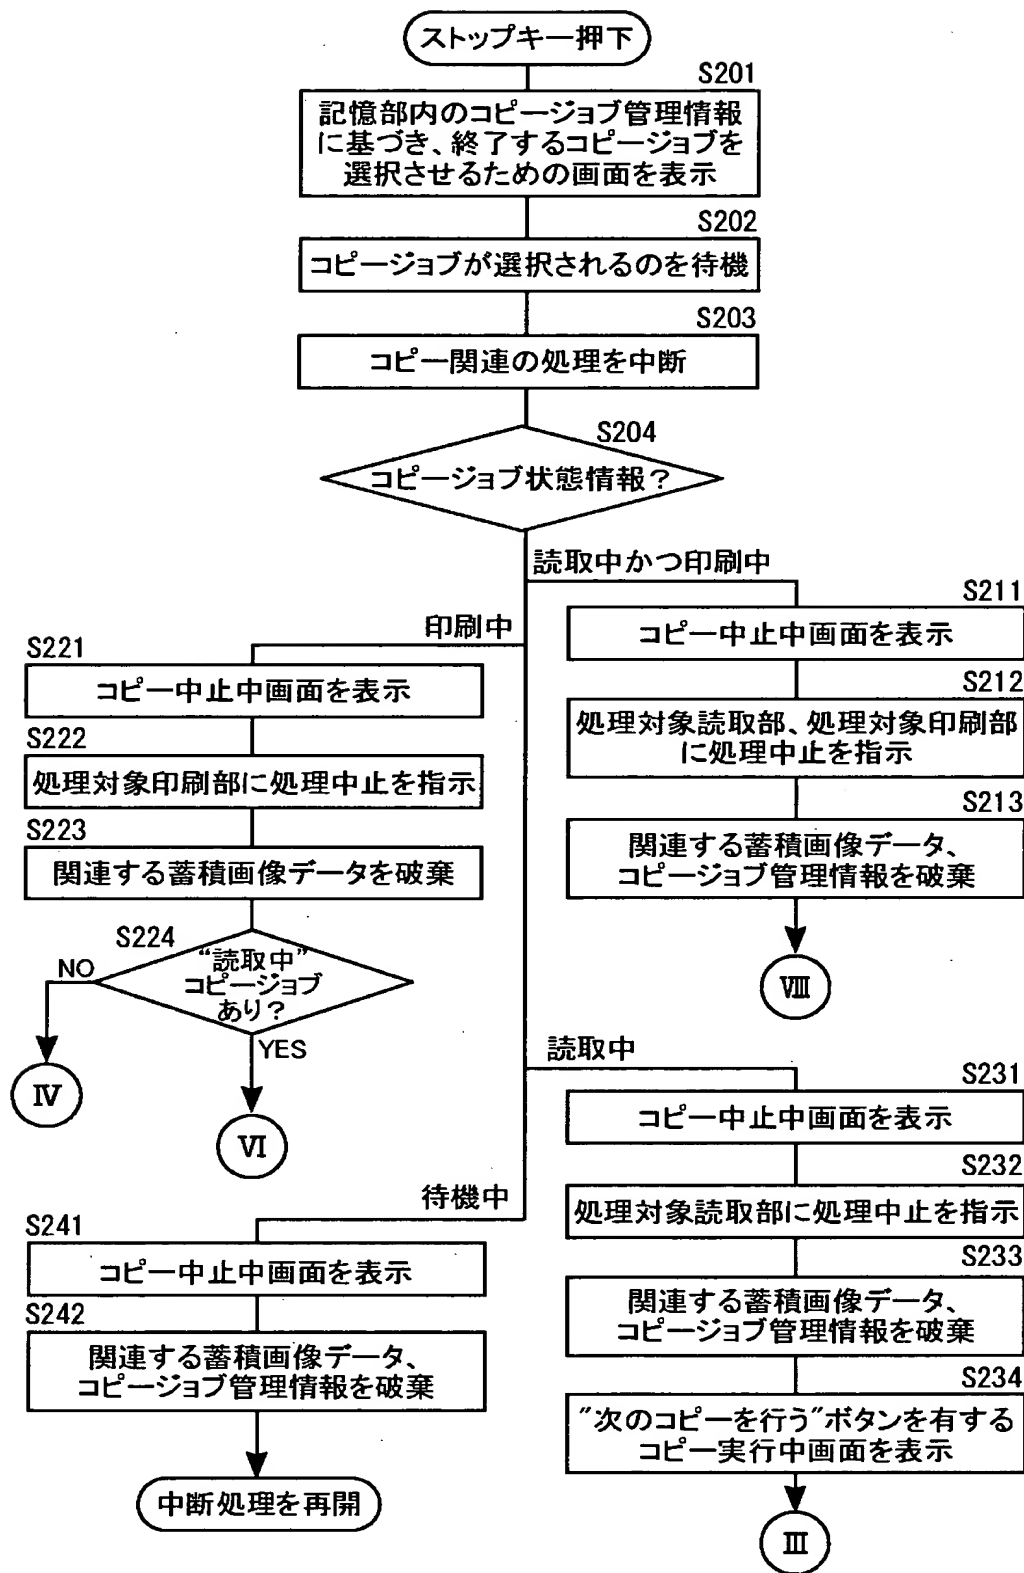 ストップキー押下
S201
記憶部内のコピージョブ管理情報
に基づき、終了するコピージョブを
選択させるための画面を表示
S202
コピージョブが選択されるのを待機
S203
コピー関連の処理を中断
S204
コピージョブ状態情報？
読取中かつ印刷中
S211
コピー中止中画面を表示
S212
処理対象読取部、処理対象印刷部
に処理中止を指示
S213
関連する蓄積画像データ、
コピージョブ管理情報を破棄
Ⅷ
印刷中
S221
コピー中止中画面を表示
S222
処理対象印刷部に処理中止を指示
S223
関連する蓄積画像データを破棄
S224
“読取中”
コピージョブ
あり？
NO
YES
Ⅳ
Ⅵ
読取中
S231
コピー中止中画面を表示
S232
処理対象読取部に処理中止を指示
S233
関連する蓄積画像データ、
コピージョブ管理情報を破棄
S234
”次のコピーを行う”ボタンを有する
コピー実行中画面を表示
Ⅲ
待機中
S241
コピー中止中画面を表示
S242
関連する蓄積画像データ、
コピージョブ管理情報を破棄
中断処理を再開